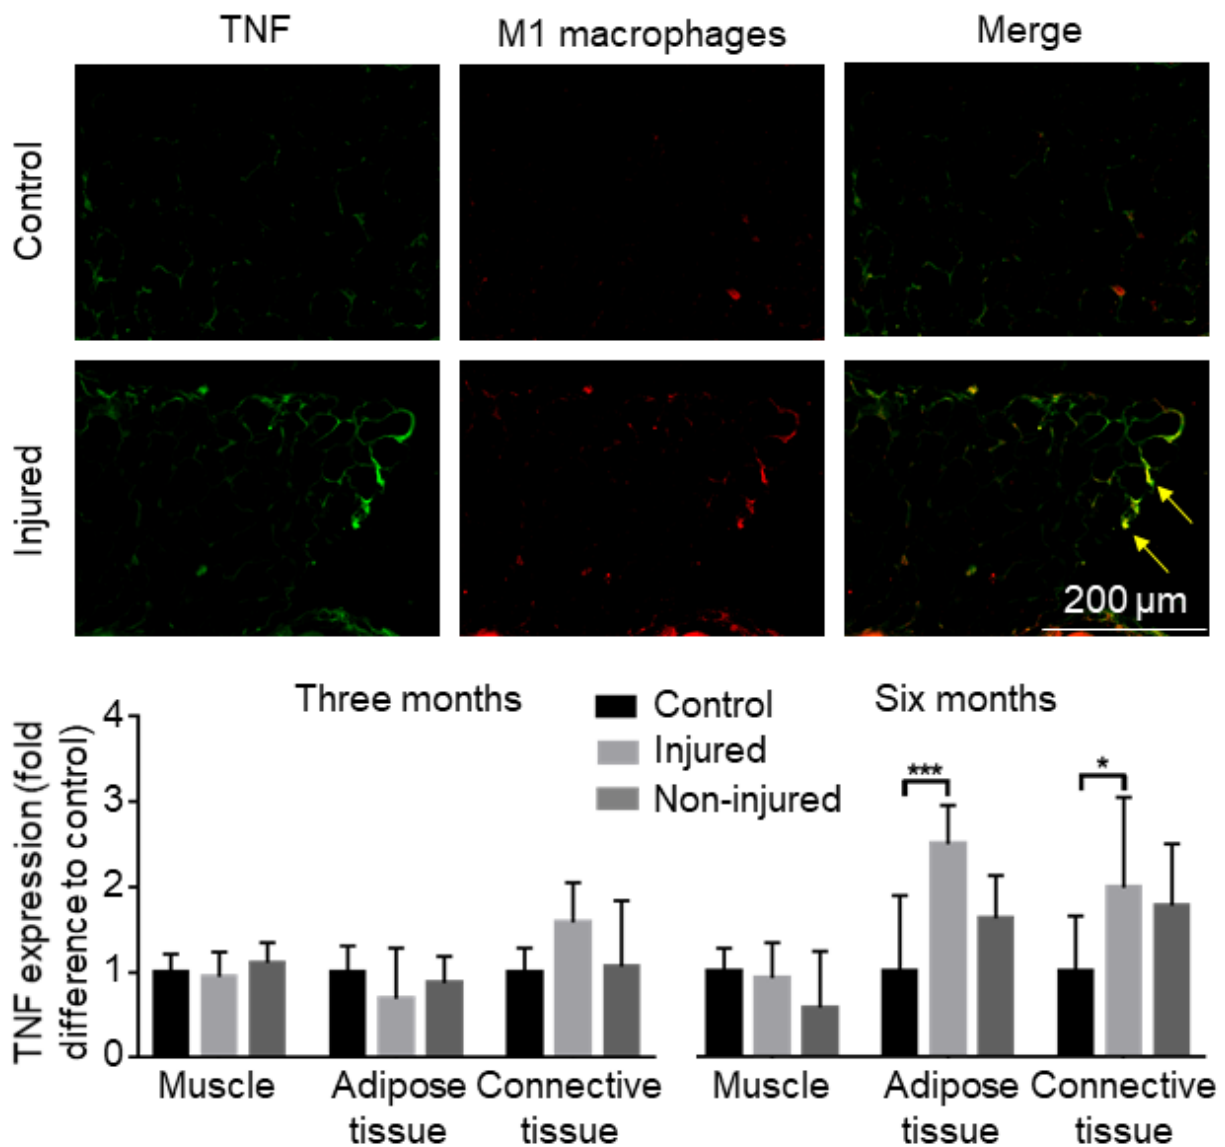 TNF M1 macrophages Merge
Control
Injured
200 µm
Three months Six months
Control
Injured
Non-injured
TNF expression (fold
difference to control)
4
3
2
1
0
*** *
Muscle Adipose Connective Muscle Adipose Connective
tissue tissue tissue tissue